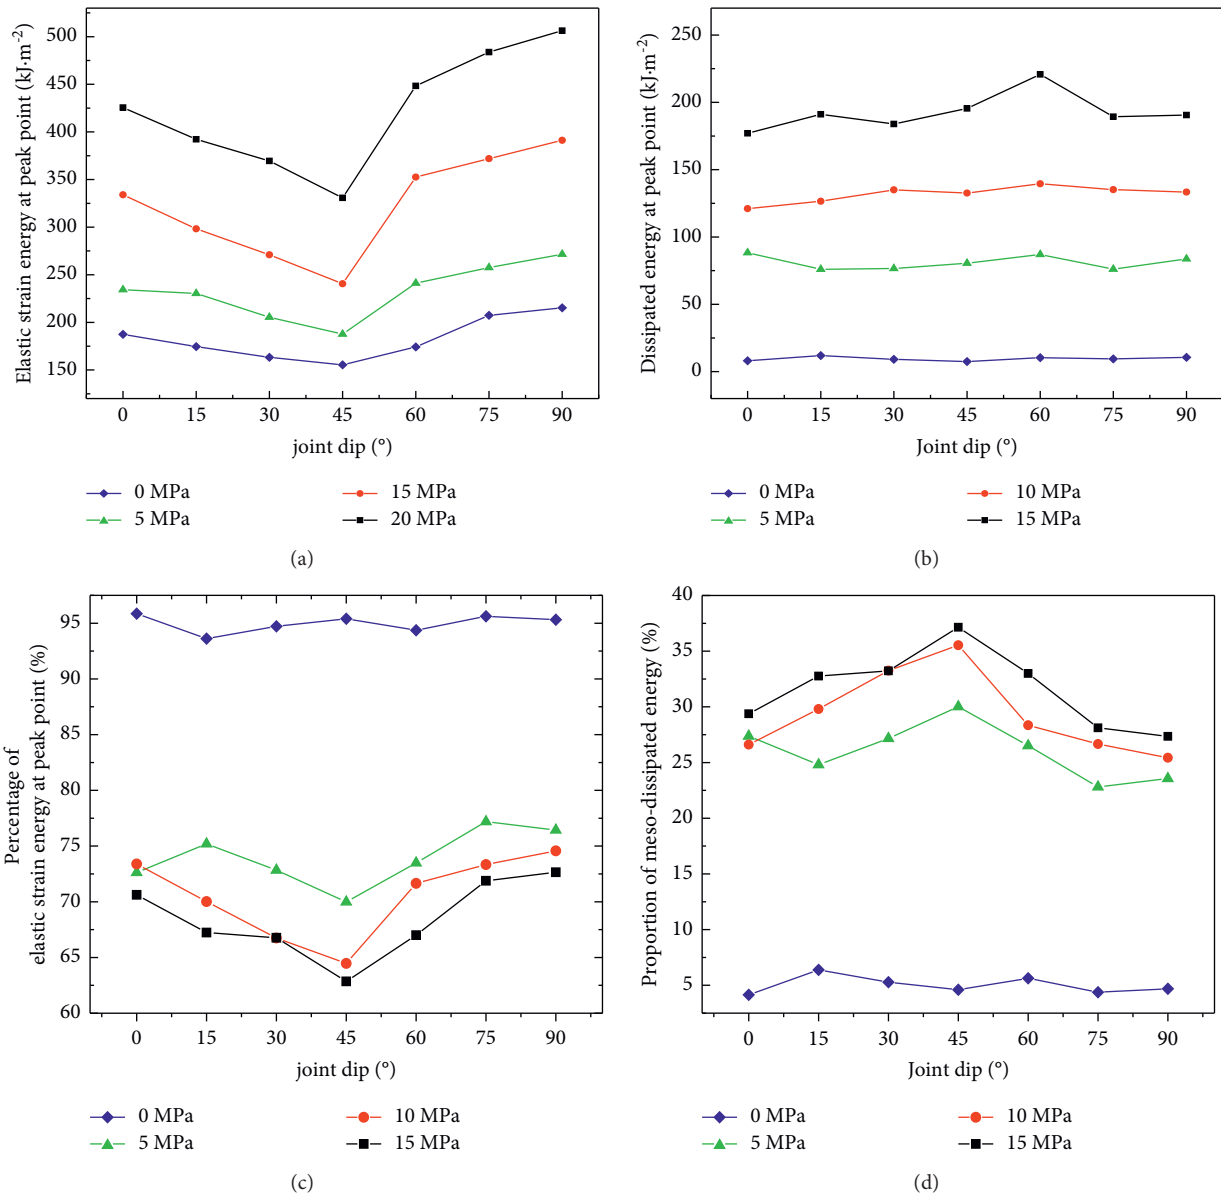 Elastic strain energy at peak point (kJ·m⁻²)
500
450
400
350
300
250
200
150
0 15 30 45 60 75 90
joint dip (°)
0 MPa 15 MPa
5 MPa 20 MPa
(a)
Dissipated energy at peak point (kJ·m⁻²)
250
200
150
100
50
0
0 15 30 45 60 75 90
Joint dip (°)
0 MPa 10 MPa
5 MPa 15 MPa
(b)
Percentage of
elastic strain energy at peak point (%)
95
90
85
80
75
70
65
60
0 15 30 45 60 75 90
joint dip (°)
0 MPa 10 MPa
5 MPa 15 MPa
(c)
Proportion of meso-dissipated energy (%)
40
35
30
25
20
15
10
5
0 15 30 45 60 75 90
Joint dip (°)
0 MPa 10 MPa
5 MPa 15 MPa
(d)